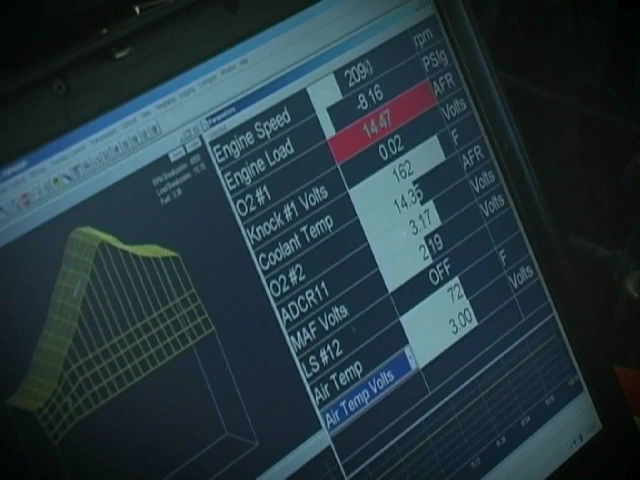 Parameters
Engine Speed 2090 rpm
Engine Load -8.16 PSIg
O2 #1 14.47 AFR
Knock #1 Volts 0.02 Volts
Coolant Temp 162 F
O2 #2 14.35 AFR
ADCR11 3.17 Volts
MAF Volts 2.19 Volts
LS #12 OFF
Air Temp 72 F
Air Temp Volts 3.00 Volts